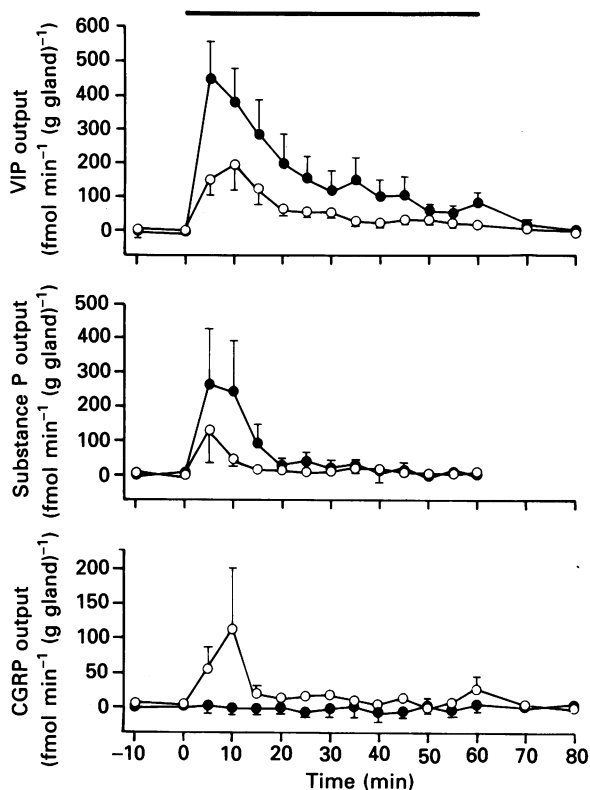 VIP output
(fmol min⁻¹ (g gland)⁻¹)
600
500
400
300
200
100
0
Substance P output
(fmol min⁻¹ (g gland)⁻¹)
500
400
300
200
100
0
CGRP output
(fmol min⁻¹ (g gland)⁻¹)
200
150
100
50
0
−10 0 10 20 30 40 50 60 70 80
Time (min)